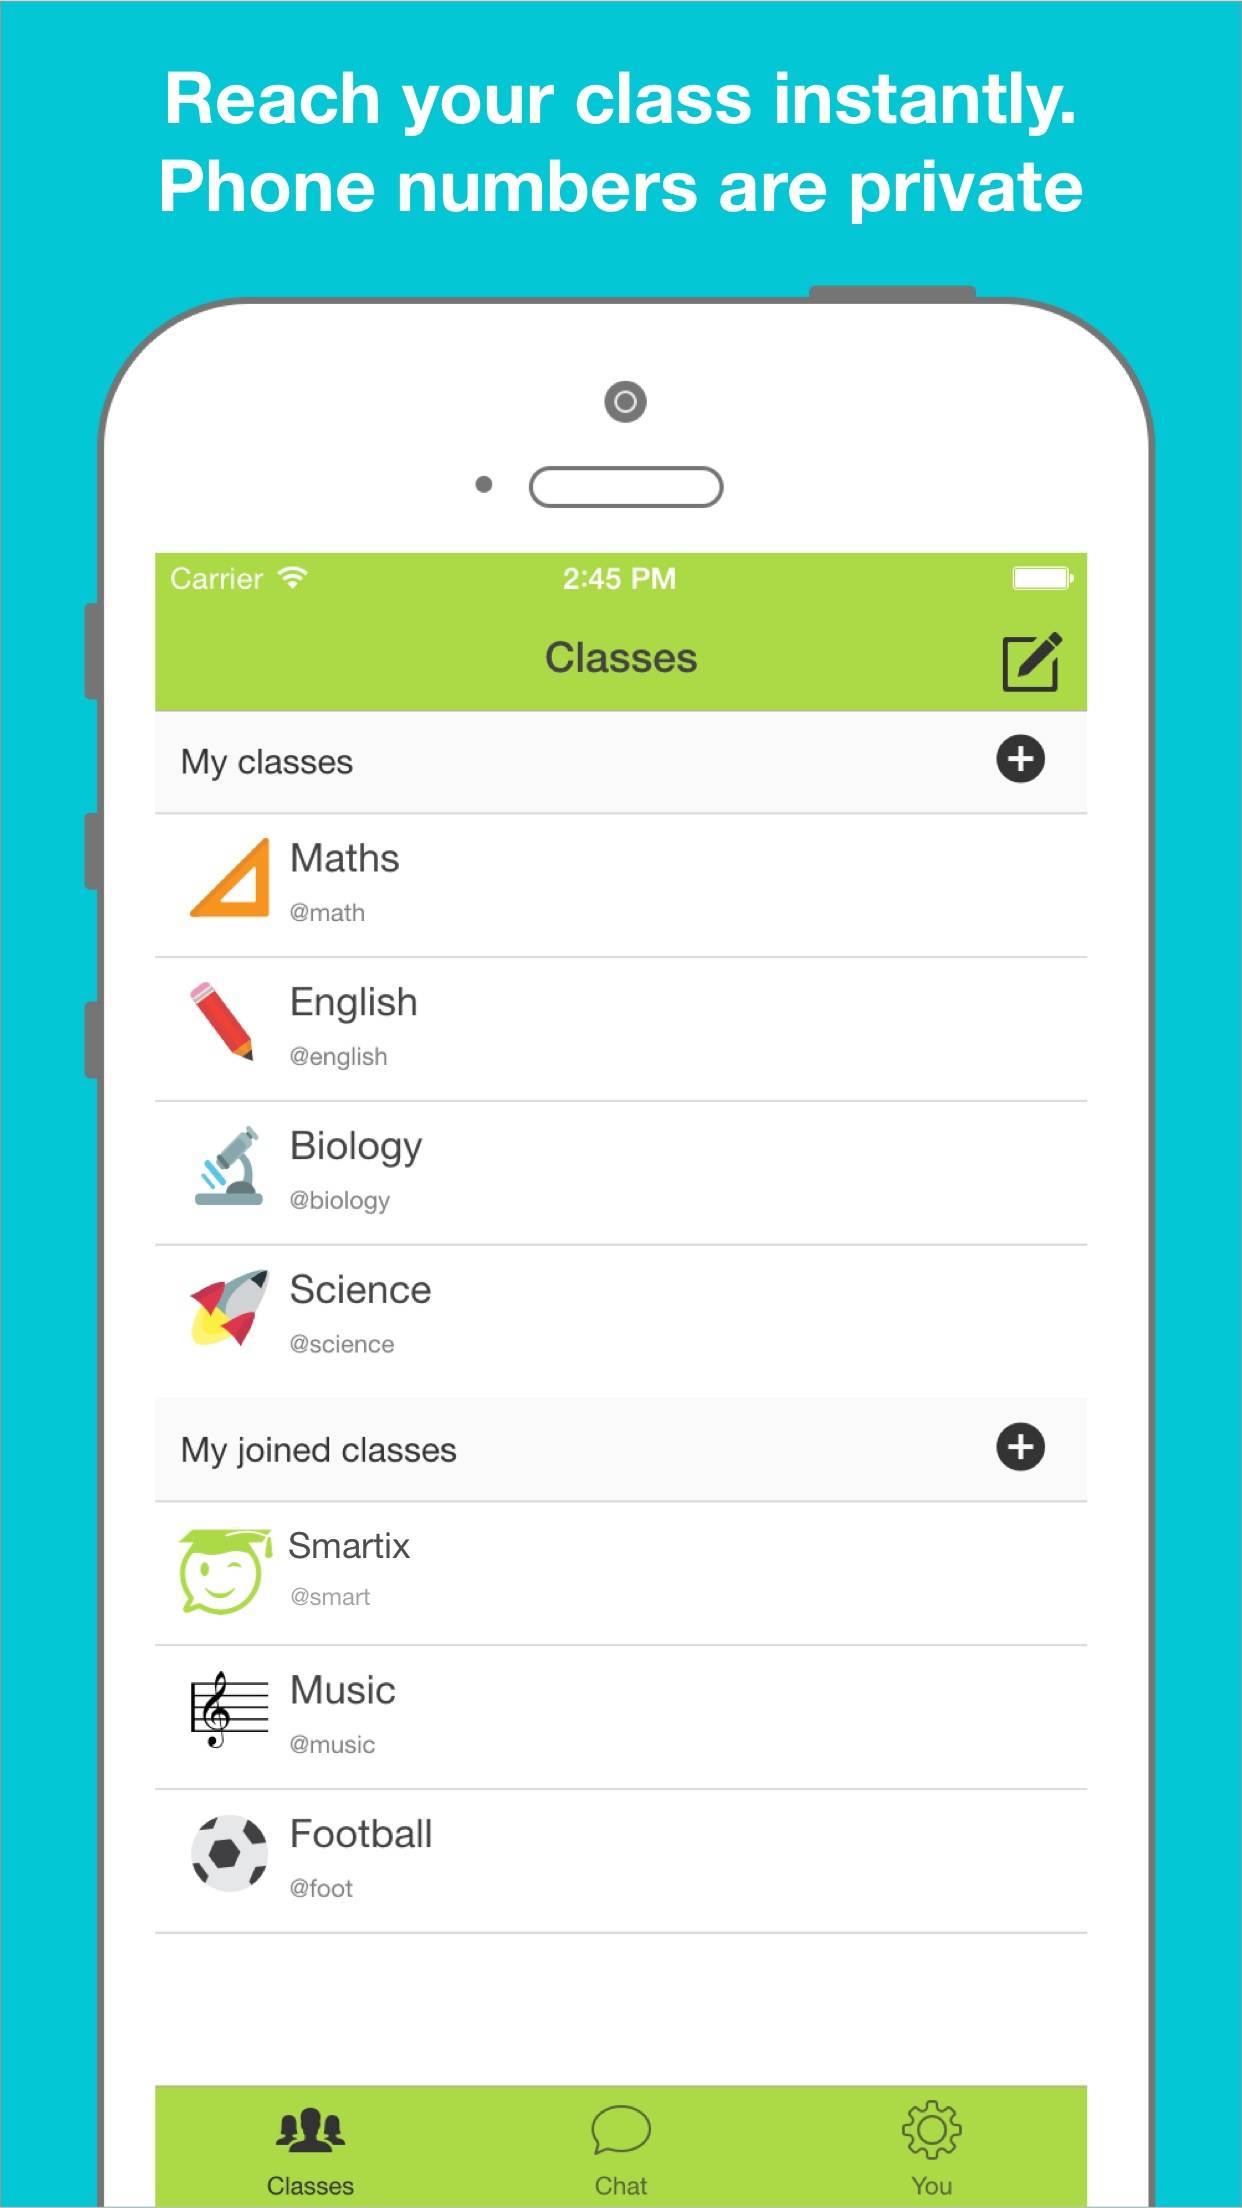 Reach your class instantly.
Phone numbers are private
Carrier 2:45 PM
Classes
My classes
Maths
@math
English
@english
Biology
@biology
Science
@science
My joined classes
Smartix
@smart
Music
@music
Football
@foot
Classes Chat You